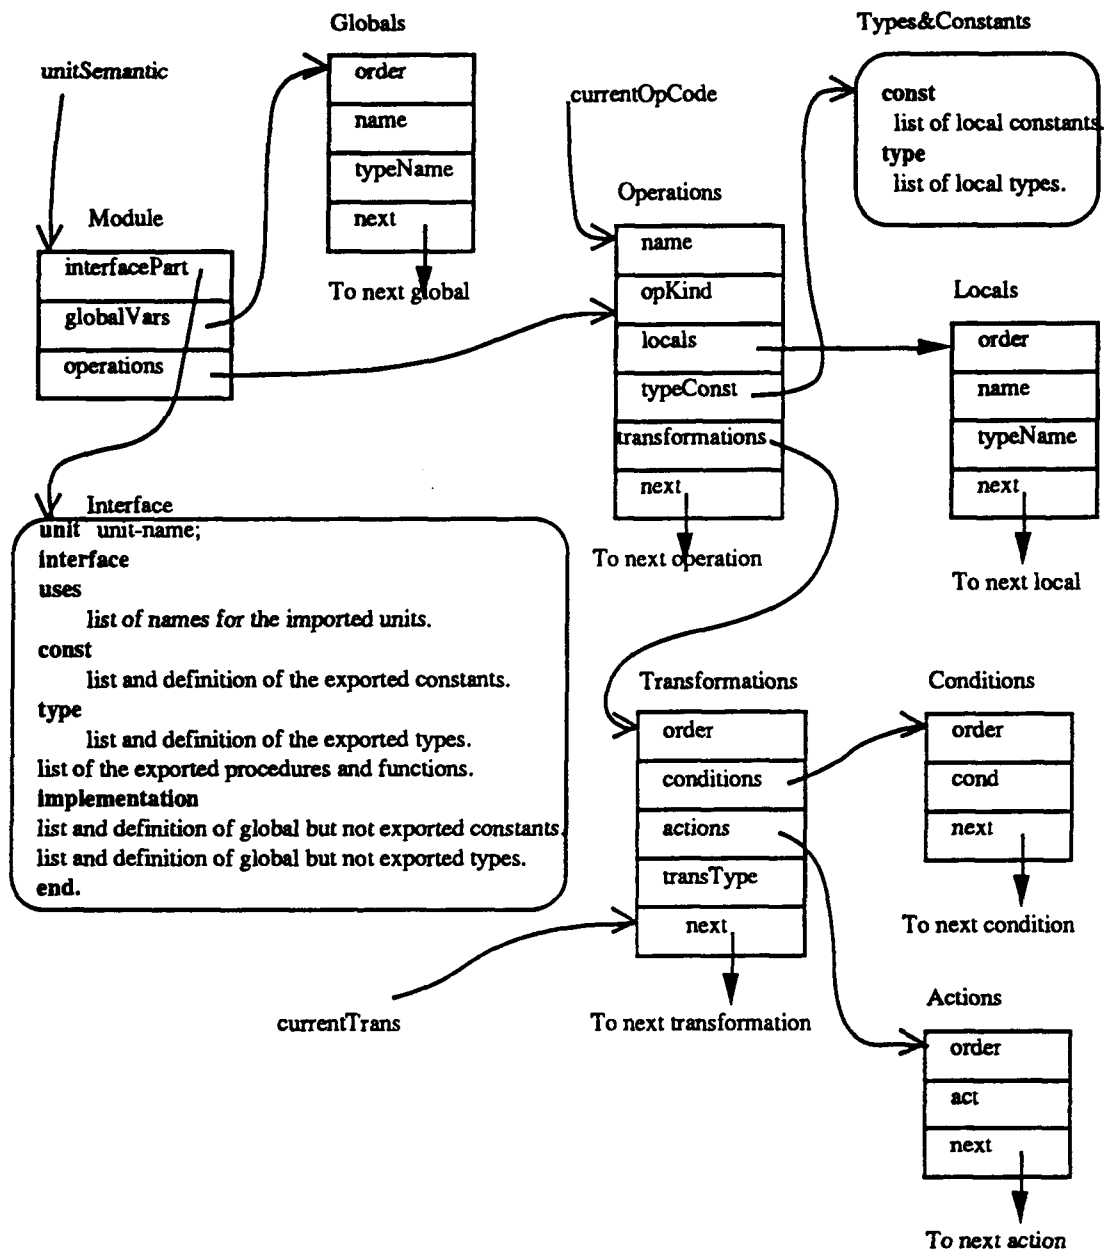 Globals
order
name
typeName
next
To next global
Types&Constants
const
list of local constants.
type
list of local types.
unitSemantic
currentOpCode
Module
interfacePart
globalVars
operations
Operations
name
opKind
locals
typeConst
transformations
next
To next operation
Locals
order
name
typeName
next
To next local
Interface
unit unit-name;
interface
uses
list of names for the imported units.
const
list and definition of the exported constants.
type
list and definition of the exported types.
list of the exported procedures and functions.
implementation
list and definition of global but not exported constants.
list and definition of global but not exported types.
end.
Transformations
order
conditions
actions
transType
next
To next transformation
currentTrans
Conditions
order
cond
next
To next condition
Actions
order
act
next
To next action